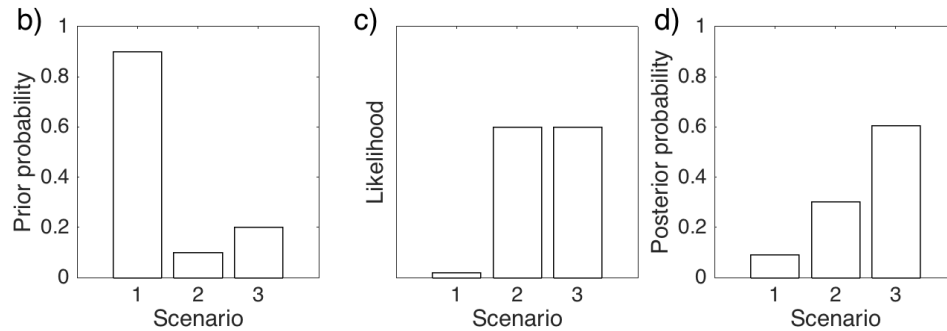 b)
Prior probability
1
0.8
0.6
0.4
0.2
0
1 2 3
Scenario
c)
Likelihood
1 2 3
Scenario
d)
Posterior probability
1
0.8
0.6
0.4
0.2
0
1 2 3
Scenario